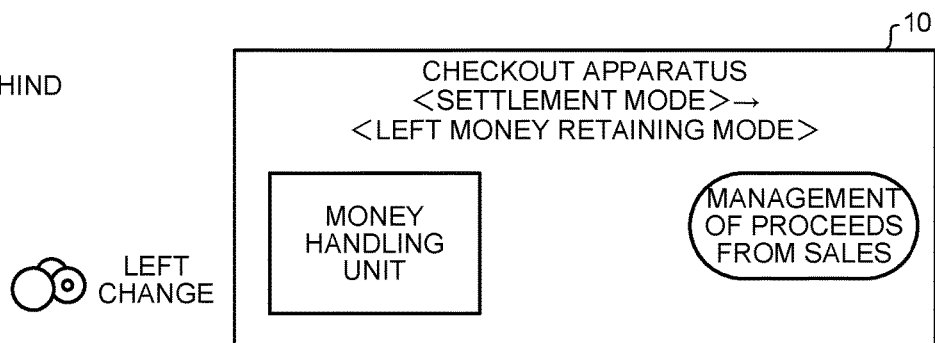 10
HIND
CHECKOUT APPARATUS
<SETTLEMENT MODE>→
<LEFT MONEY RETAINING MODE>
MONEY
HANDLING
UNIT
MANAGEMENT
OF PROCEEDS
FROM SALES
LEFT
CHANGE